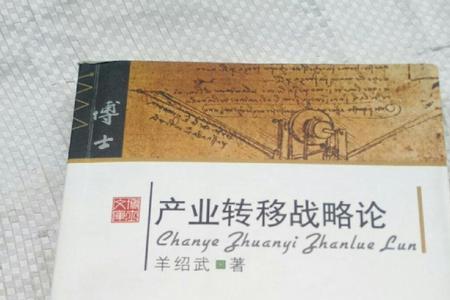 博士
博士
文库
产业转移战略论
Chanye Zhuanyi Zhanlue Lun
羊绍武 ■ 著